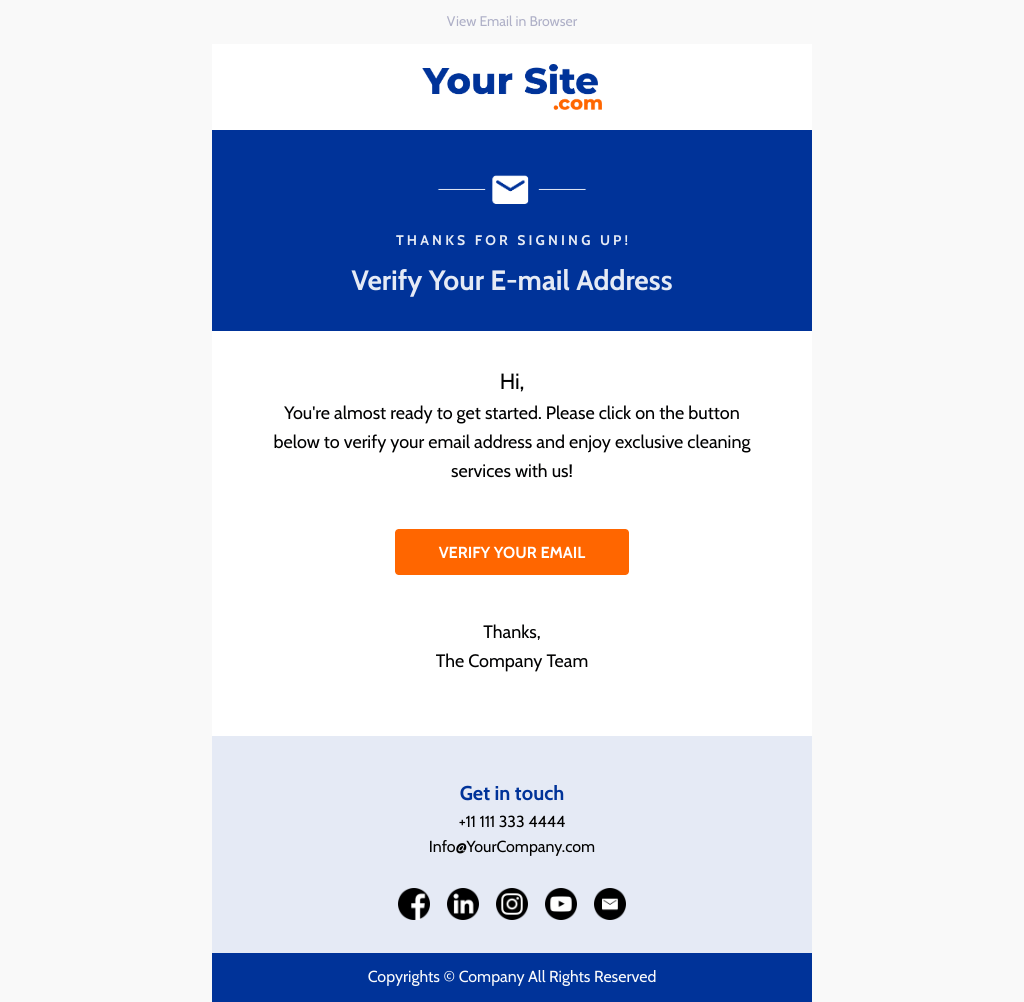 View Email in Browser
Your Site
.com
THANKS FOR SIGNING UP!
Verify Your E-mail Address
Hi,
You're almost ready to get started. Please click on the button
below to verify your email address and enjoy exclusive cleaning
services with us!
VERIFY YOUR EMAIL
Thanks,
The Company Team
Get in touch
+11 111 333 4444
Info@YourCompany.com
Copyrights © Company All Rights Reserved